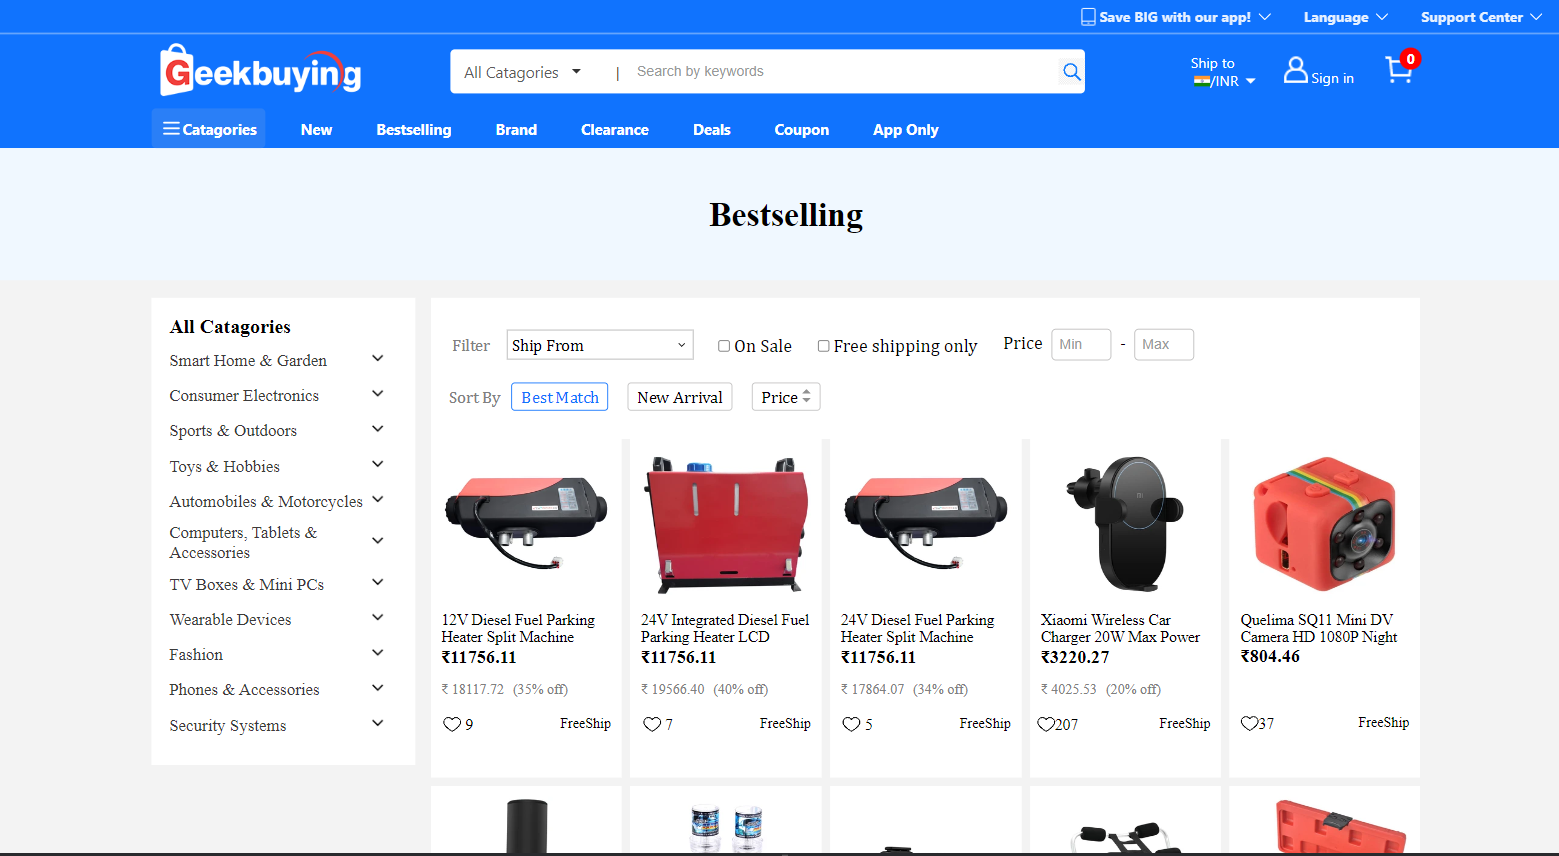 Save BIG with our app!
Language
Support Center
Geekbuying
All Catagories
|
Search by keywords
Ship to
/INR
Sign in
0
Catagories
New
Bestselling
Brand
Clearance
Deals
Coupon
App Only
Bestselling
All Catagories
Smart Home & Garden
Consumer Electronics
Sports & Outdoors
Toys & Hobbies
Automobiles & Motorcycles
Computers, Tablets &
Accessories
TV Boxes & Mini PCs
Wearable Devices
Fashion
Phones & Accessories
Security Systems
Filter
Ship From
On Sale
Free shipping only
Price
Min
-
Max
Sort By
Best Match
New Arrival
Price
12V Diesel Fuel Parking
Heater Split Machine
₹11756.11
₹ 18117.72 (35% off)
9
FreeShip
24V Integrated Diesel Fuel
Parking Heater LCD
₹11756.11
₹ 19566.40 (40% off)
7
FreeShip
24V Diesel Fuel Parking
Heater Split Machine
₹11756.11
₹ 17864.07 (34% off)
5
FreeShip
Xiaomi Wireless Car
Charger 20W Max Power
₹3220.27
₹ 4025.53 (20% off)
207
FreeShip
Quelima SQ11 Mini DV
Camera HD 1080P Night
₹804.46
37
FreeShip